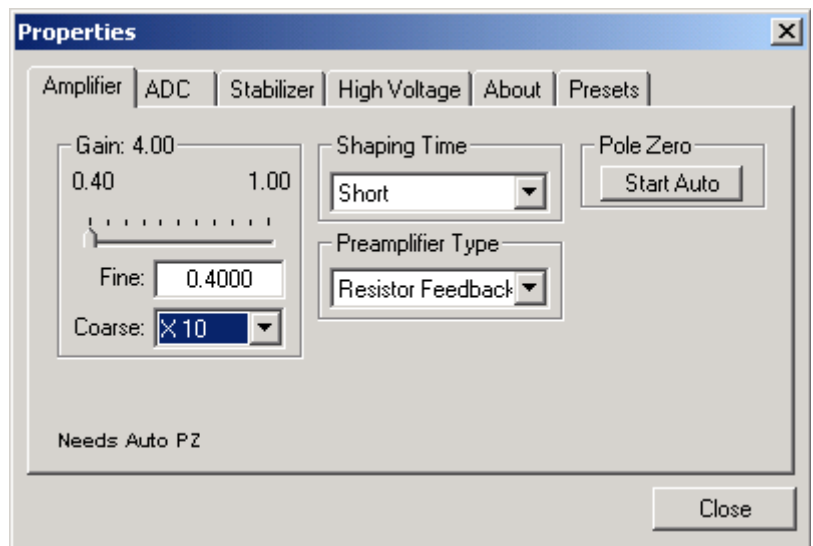 Properties
Amplifier ADC Stabilizer High Voltage About Presets
Gain: 4.00
0.40 1.00
Fine: 0.4000
Coarse: X 10
Shaping Time
Short
Preamplifier Type
Resistor Feedback
Pole Zero
Start Auto
Needs Auto PZ
Close